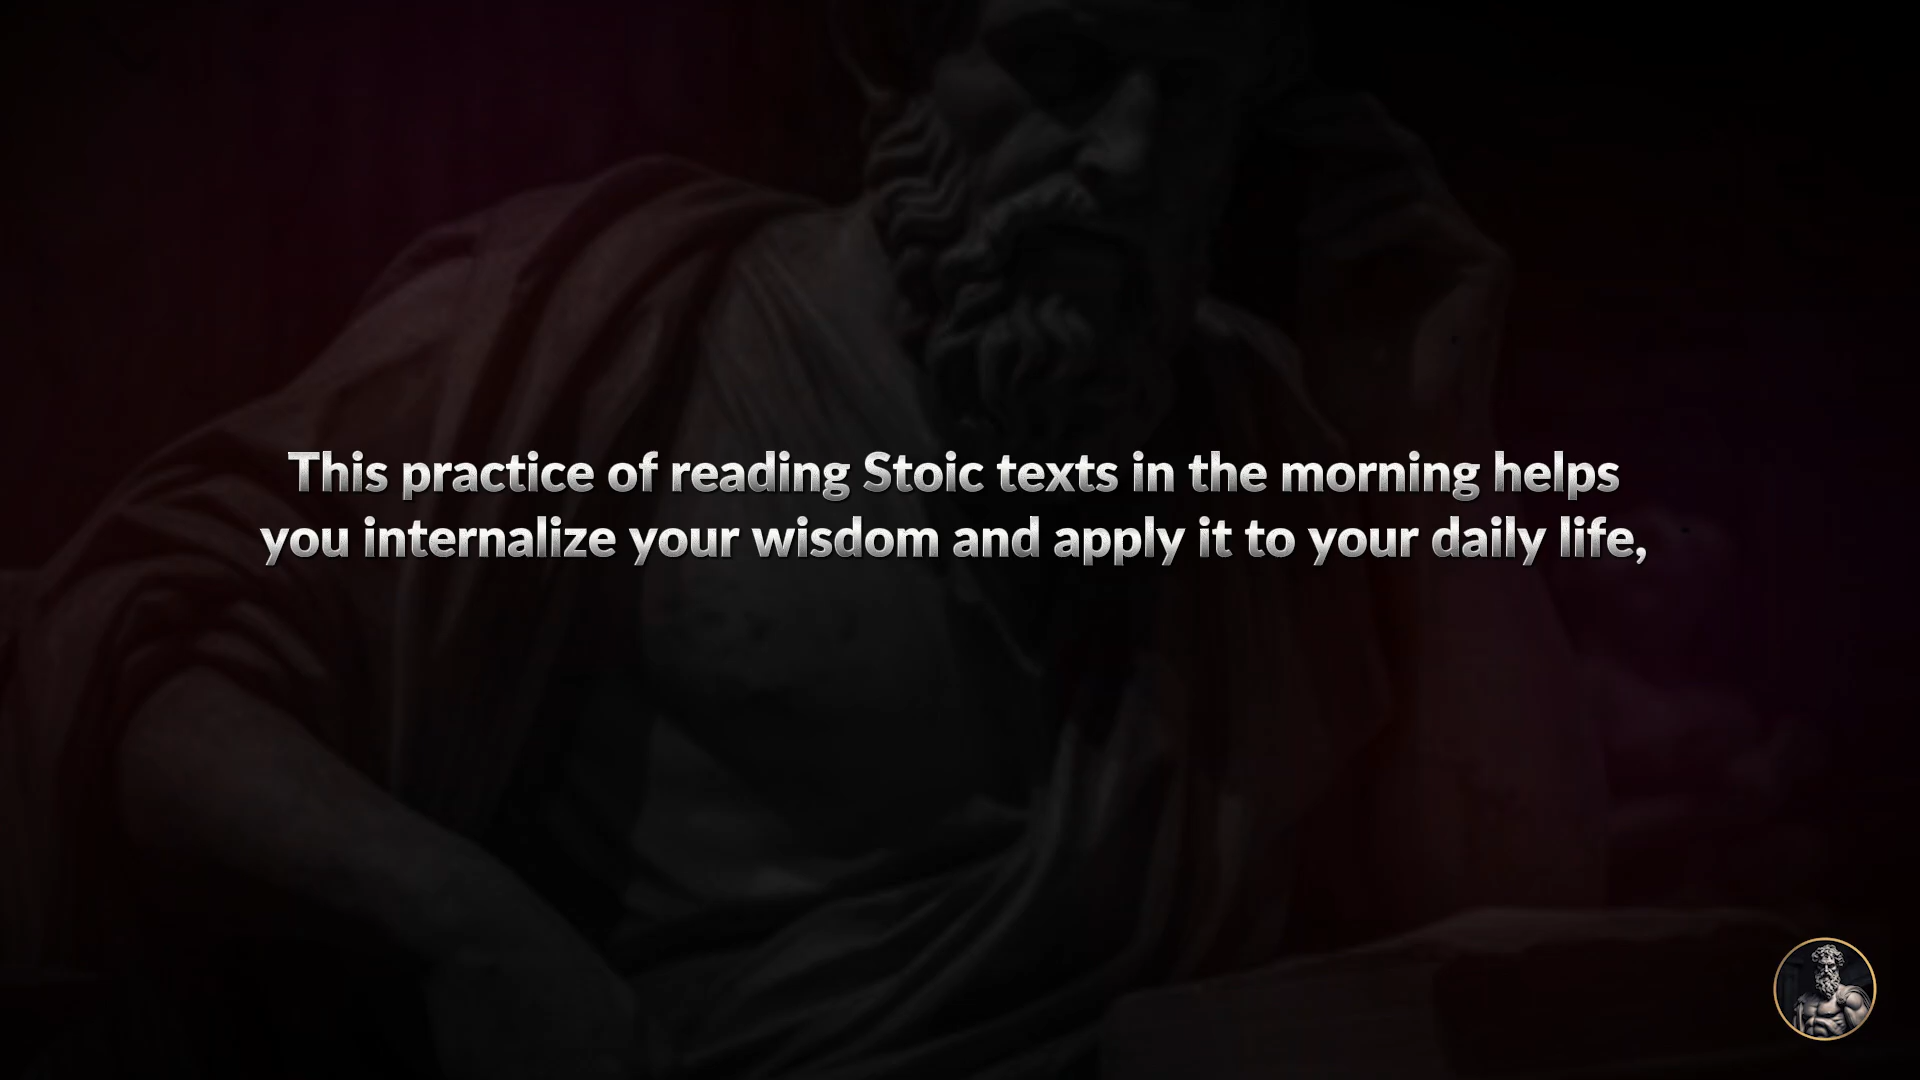 This practice of reading Stoic texts in the morning helps
you internalize your wisdom and apply it to your daily life,